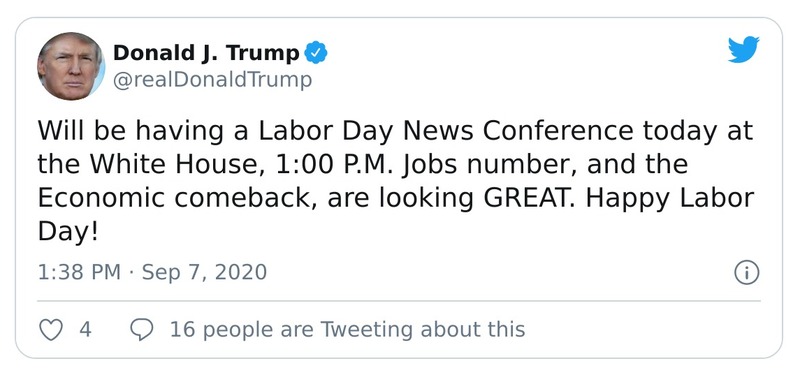 Donald J. Trump
@realDonaldTrump
Will be having a Labor Day News Conference today at
the White House, 1:00 P.M. Jobs number, and the
Economic comeback, are looking GREAT. Happy Labor
Day!
1:38 PM · Sep 7, 2020
4 16 people are Tweeting about this